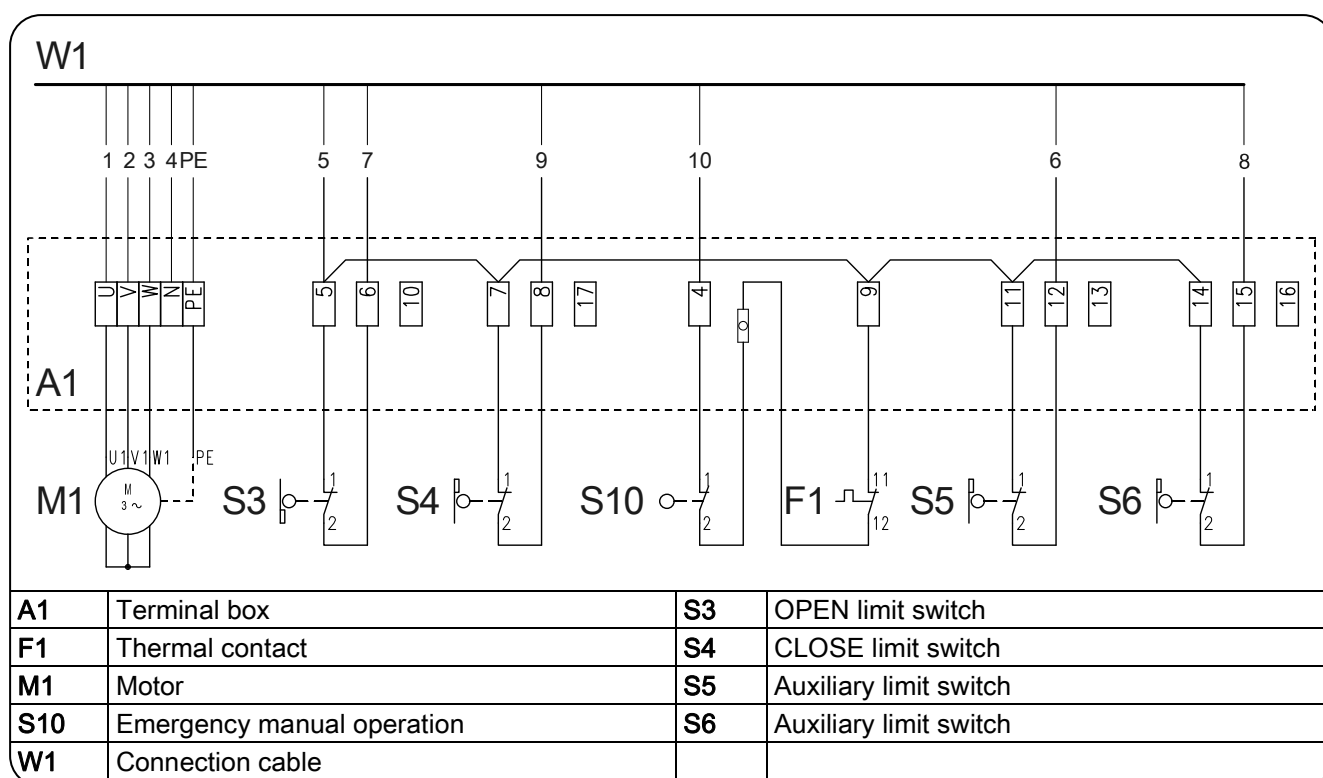 W1
1 2 3 4 PE 5 7 9 10 6 8
U V W N PE 5 6 10 7 8 17 4 9 11 12 13 14 15 16
A1
U1 V1 W1 PE
M1 M 3 ~ S3 1 2 S4 1 2 S10 1 2 F1 11 12 S5 1 2 S6 1 2
A1 Terminal box S3 OPEN limit switch
F1 Thermal contact S4 CLOSE limit switch
M1 Motor S5 Auxiliary limit switch
S10 Emergency manual operation S6 Auxiliary limit switch
W1 Connection cable